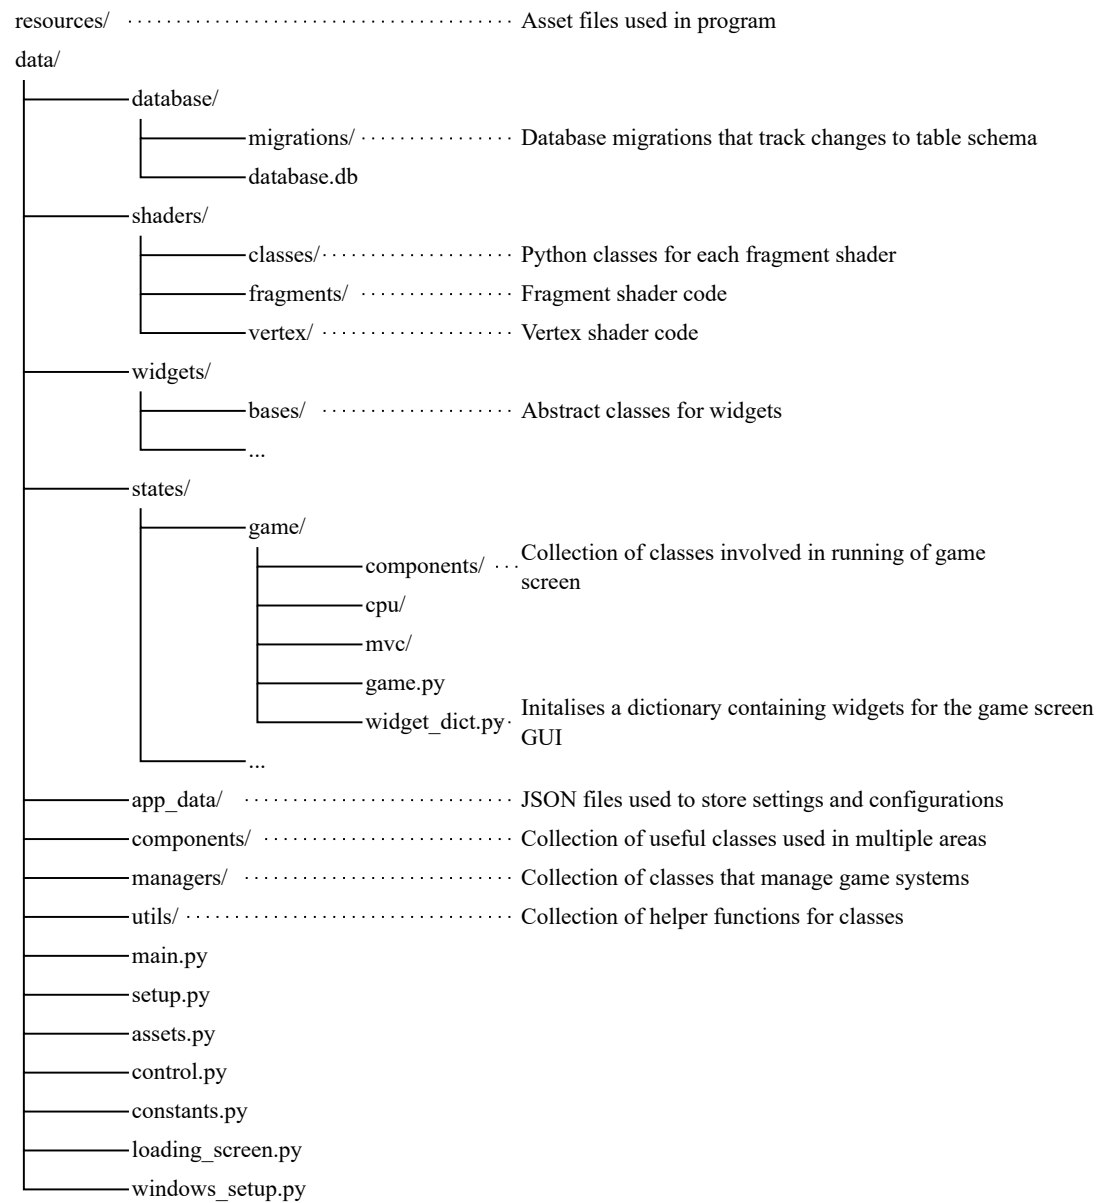 resources/ Asset files used in program
data/
database/
migrations/ Database migrations that track changes to table schema
database.db
shaders/
classes/ Python classes for each fragment shader
fragments/ Fragment shader code
vertex/ Vertex shader code
widgets/
bases/ Abstract classes for widgets
...
states/
game/
components/ Collection of classes involved in running of game
screen
cpu/
mvc/
game.py
widget_dict.py Initalises a dictionary containing widgets for the game screen
GUI
...
app_data/ JSON files used to store settings and configurations
components/ Collection of useful classes used in multiple areas
managers/ Collection of classes that manage game systems
utils/ Collection of helper functions for classes
main.py
setup.py
assets.py
control.py
constants.py
loading_screen.py
windows_setup.py